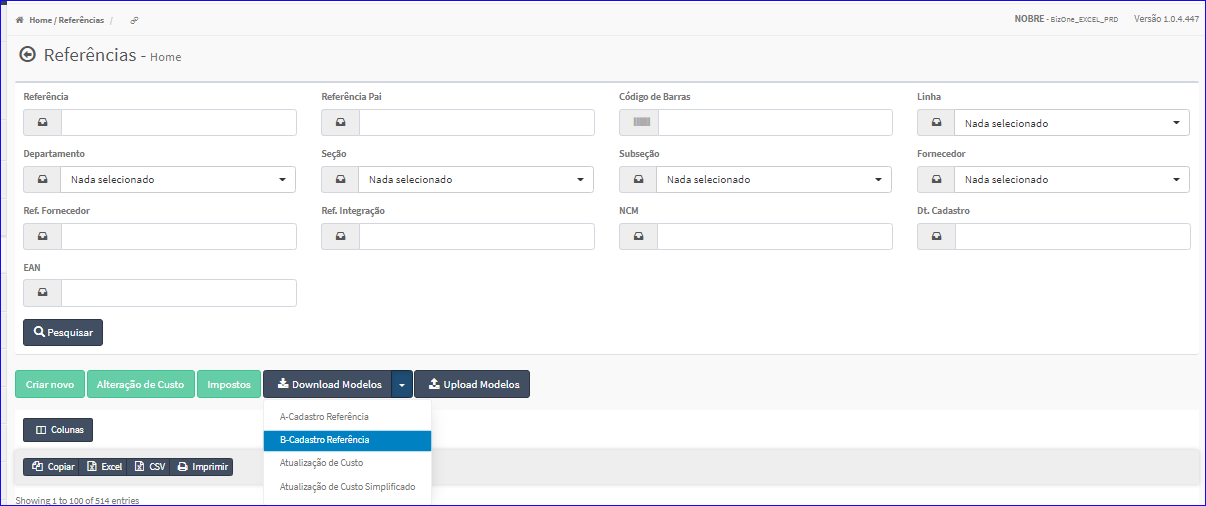 Home / Referências /
NOBRE - BizOne_EXCEL_PRD Versão 1.0.4.447
Referências - Home
Referência Referência Pai Código de Barras Linha
Nada selecionado
Departamento Seção Subseção Fornecedor
Nada selecionado Nada selecionado Nada selecionado Nada selecionado
Ref. Fornecedor Ref. Integração NCM Dt. Cadastro
EAN
Pesquisar
Criar novo Alteração de Custo Impostos Download Modelos Upload Modelos
A-Cadastro Referência
Colunas
B-Cadastro Referência
Atualização de Custo
Copiar Excel CSV Imprimir
Atualização de Custo Simplificado
Showing 1 to 100 of 514 entries